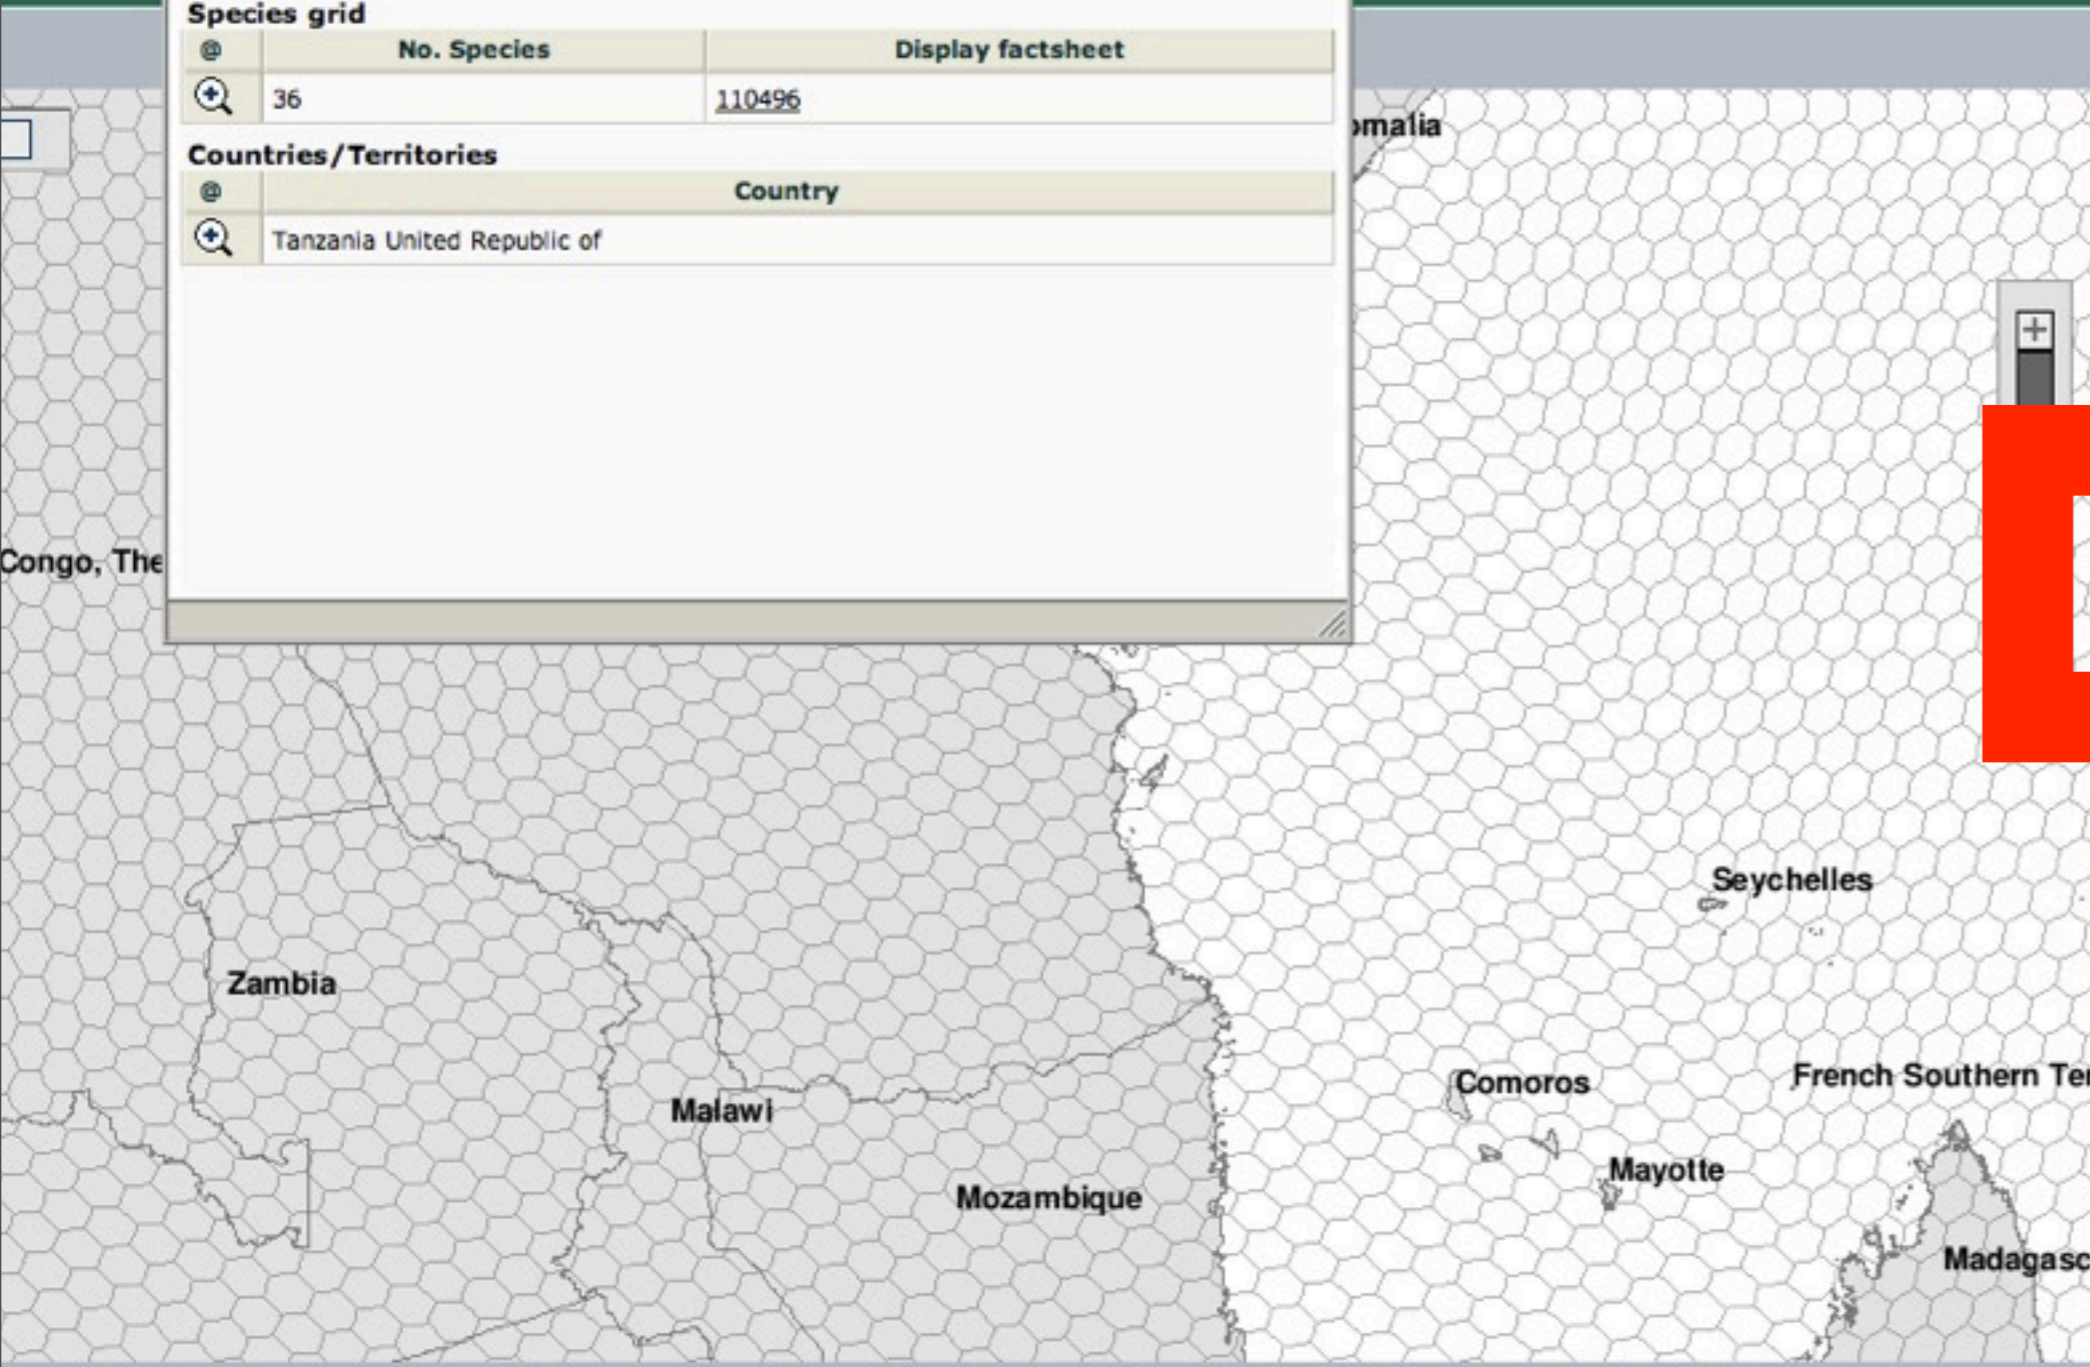 Species grid
@ No. Species Display factsheet
36 110496
omalia
Countries/Territories
@ Country
Tanzania United Republic of
Congo, The
Seychelles
Zambia
French Southern Ter
Comoros
Malawi
Mayotte
Mozambique
Madagasc